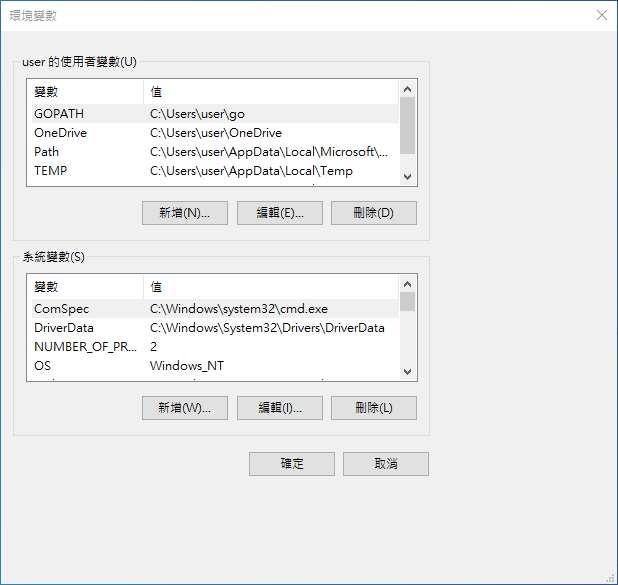 環境變數
user 的使用者變數(U)
變數 值
GOPATH C:\Users\user\go
OneDrive C:\Users\user\OneDrive
Path C:\Users\user\AppData\Local\Microsoft\...
TEMP C:\Users\user\AppData\Local\Temp
新增(N)... 編輯(E)... 刪除(D)
系統變數(S)
變數 值
ComSpec C:\Windows\system32\cmd.exe
DriverData C:\Windows\System32\Drivers\DriverData
NUMBER_OF_PR... 2
OS Windows_NT
新增(W)... 編輯(I)... 刪除(L)
確定 取消